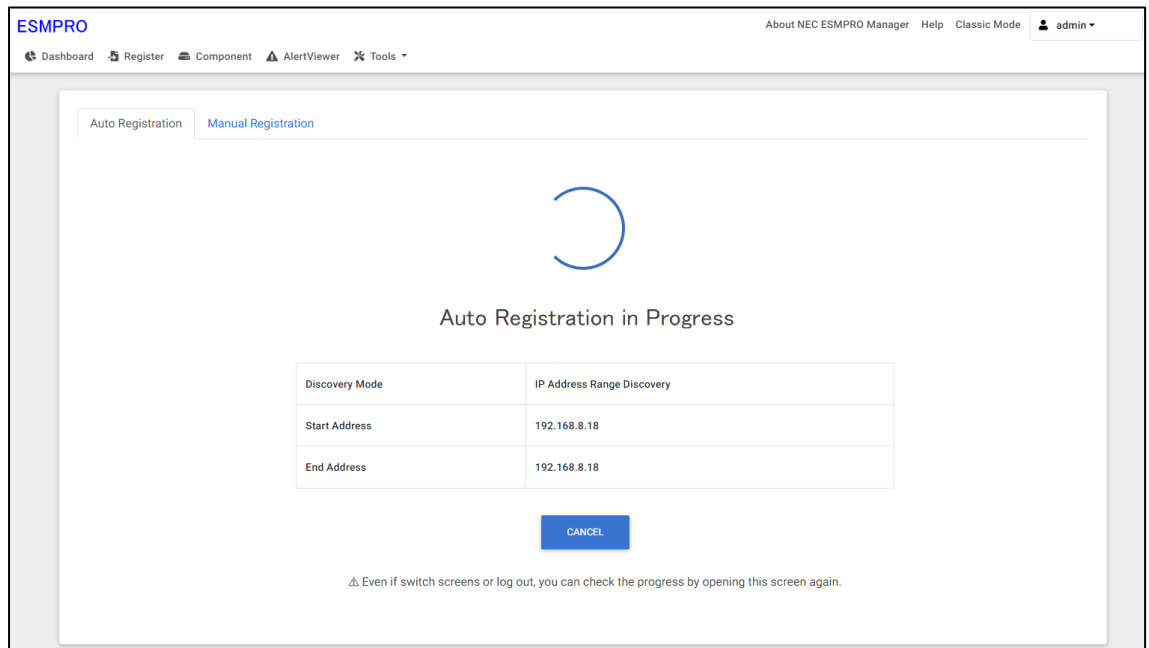 ESMPRO
About NEC ESMPRO Manager Help Classic Mode admin
Dashboard Register Component AlertViewer Tools
Auto Registration Manual Registration
Auto Registration in Progress
Discovery Mode IP Address Range Discovery
Start Address 192.168.8.18
End Address 192.168.8.18
CANCEL
Even if switch screens or log out, you can check the progress by opening this screen again.